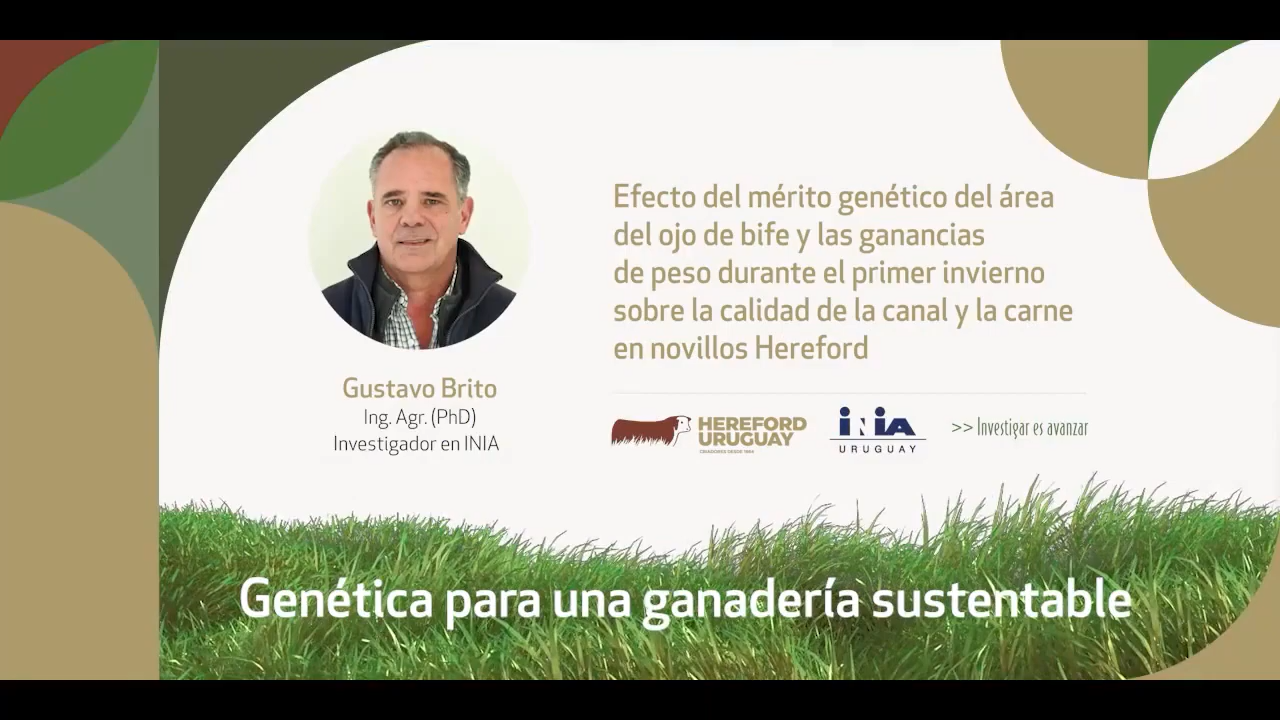 Efecto del mérito genético del área
del ojo de bife y las ganancias
de peso durante el primer invierno
sobre la calidad de la canal y la carne
en novillos Hereford
Gustavo Brito
Ing. Agr. (PhD)
Investigador en INIA
HEREFORD
URUGUAY
INIA
URUGUAY
>> Investigar es avanzar
Genética para una ganadería sustentable